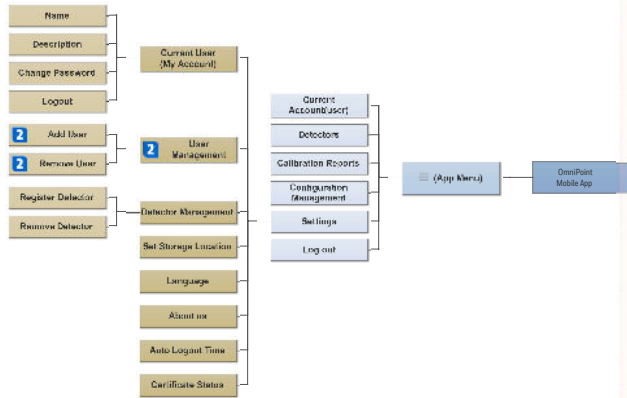 Name
Description
Change Password
Logout
Current User
(My Account)
2 Add User
2 Remove User
2 User
Management
Register Detector
Remove Detector
Detector Management
Set Storage Location
Language
About us
Auto Logout Time
Certificate Status
Current
Account(user)
Detectors
Calibration Reports
Configuration
Management
Settings
Log out
(App Menu)
OmniPoint
Mobile App